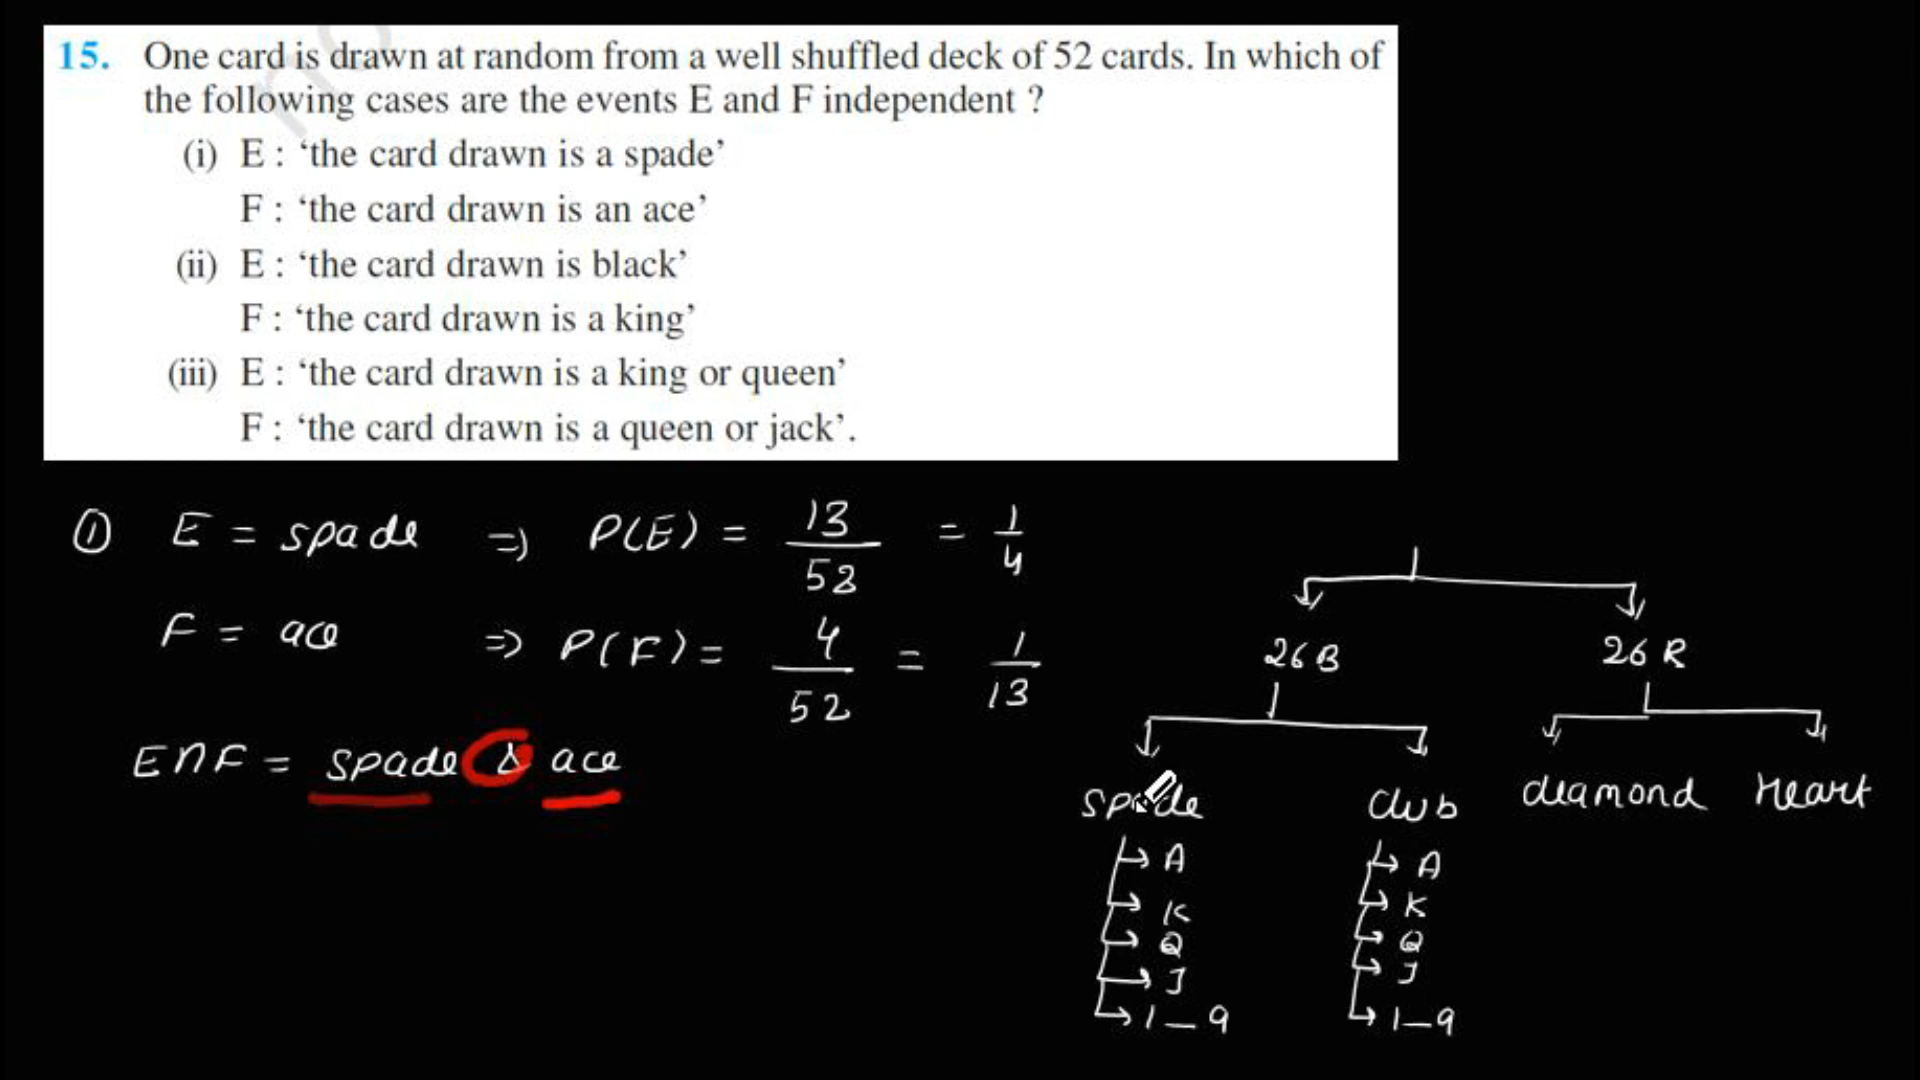 15. One card is drawn at random from a well shuffled deck of 52 cards. In which of
the following cases are the events E and F independent ?
(i) E : ‘the card drawn is a spade’
F : ‘the card drawn is an ace’
(ii) E : ‘the card drawn is black’
F : ‘the card drawn is a king’
(iii) E : ‘the card drawn is a king or queen’
F : ‘the card drawn is a queen or jack’.
① E = spade ⇒ P(E) = 13/52 = 1/4
F = ace ⇒ P(F) = 4/52 = 1/13
E∩F = spade & ace
26B 26R
spade club diamond Heart
A A
K K
Q Q
J J
1–9 1–9